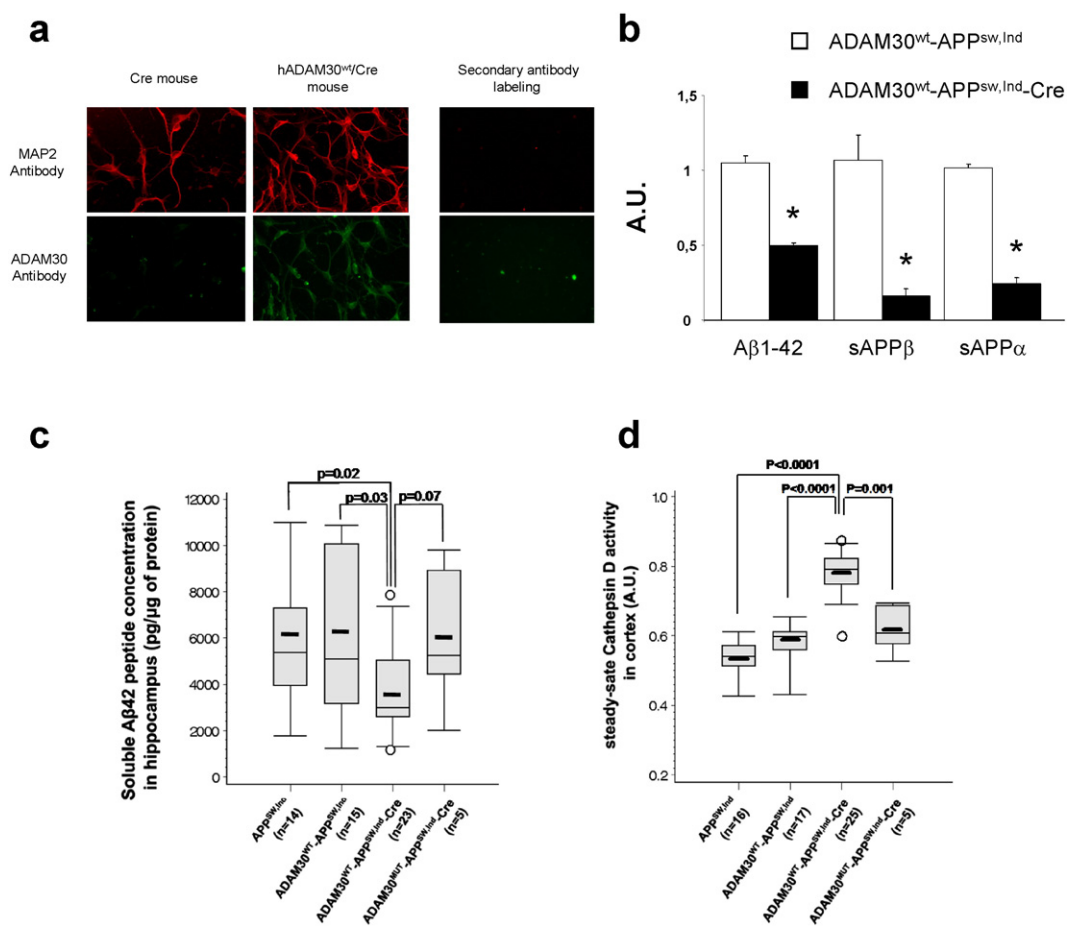 a
Cre mouse
hADAM30wt/Cre
mouse
Secondary antibody
labeling
MAP2
Antibody
ADAM30
Antibody
b
ADAM30wt-APPsw,Ind
ADAM30wt-APPsw,Ind-Cre
A.U.
1,5
1
0,5
0
*
*
*
Aβ1-42
sAPPβ
sAPPα
c
Soluble Aβ42 peptide concentration
in hippocampus (pg/µg of protein)
12000
10000
8000
6000
4000
2000
0
p=0.02
p=0.03
p=0.07
APPSW,Ind
(n=14)
ADAM30WT-APPSW,Ind
(n=15)
ADAM30WT-APPSW,Ind-Cre
(n=23)
ADAM30MUT-APPSW,Ind-Cre
(n=5)
d
steady-sate Cathepsin D activity
in cortex (A.U.)
1.0
0.8
0.6
0.4
0.2
P<0.0001
P<0.0001
P=0.001
APPSW,Ind
(n=16)
ADAM30WT-APPSW,Ind
(n=17)
ADAM30WT-APPSW,Ind-Cre
(n=25)
ADAM30MUT-APPSW,Ind-Cre
(n=5)